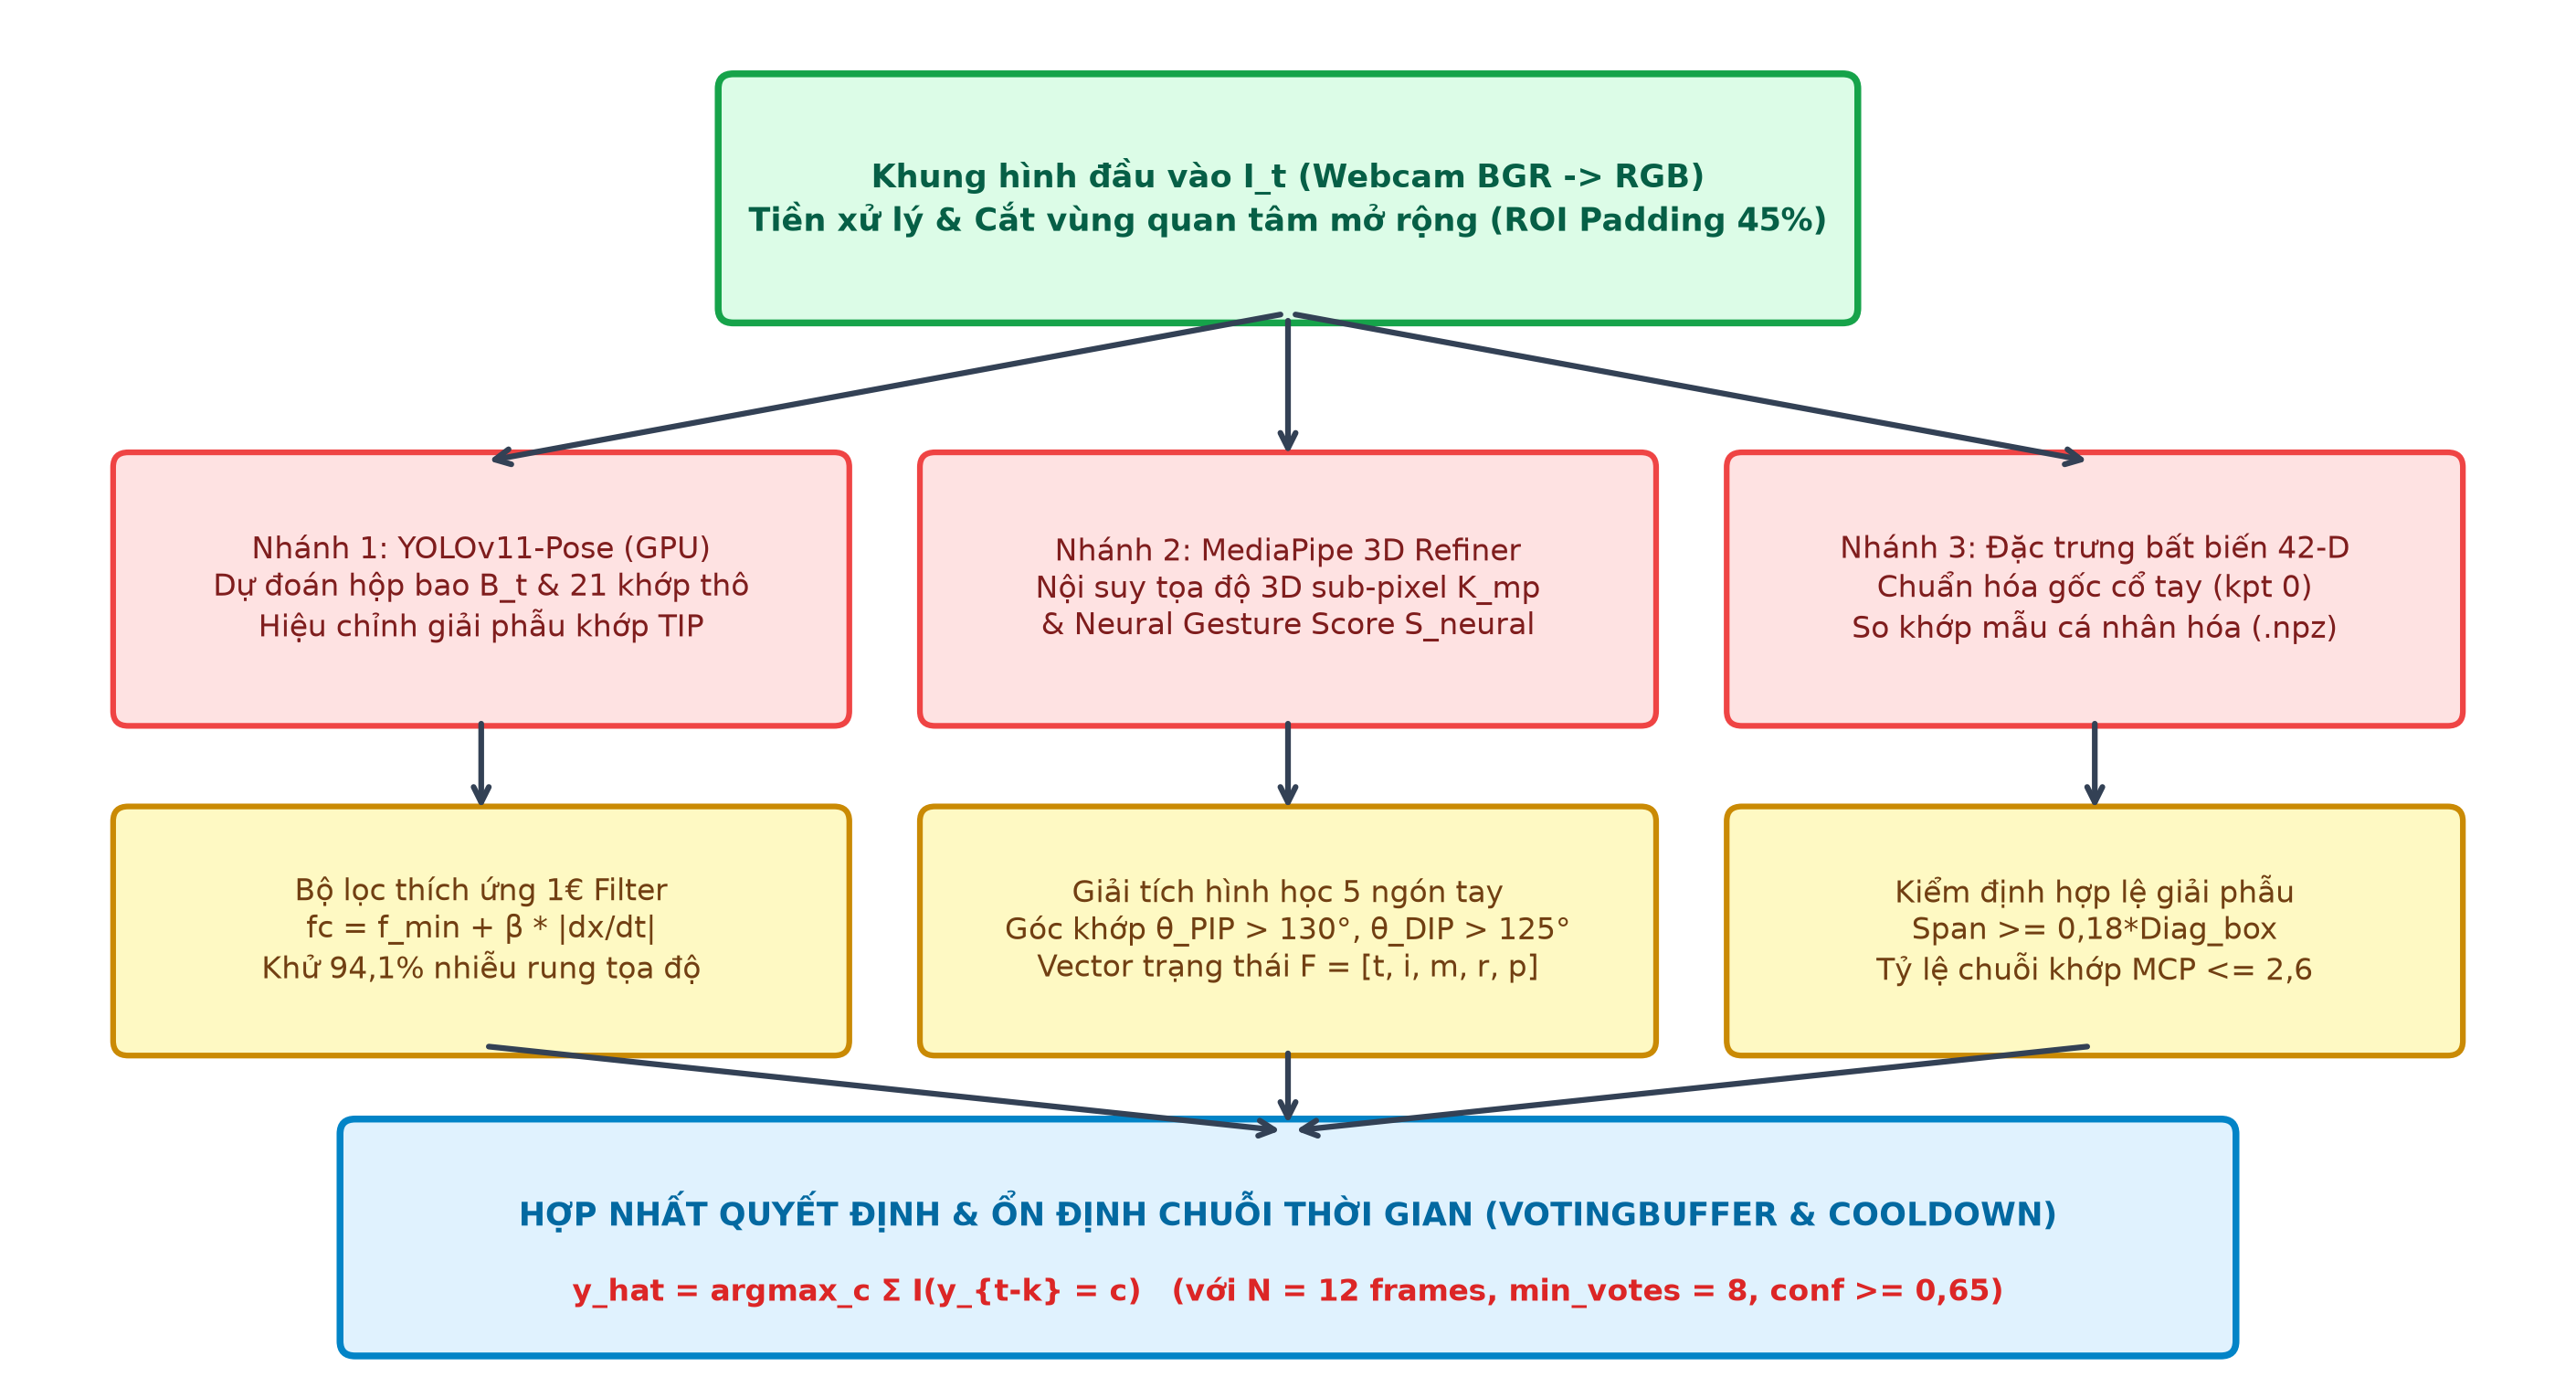 Khung hình đầu vào I_t (Webcam BGR -> RGB)
Tiền xử lý & Cắt vùng quan tâm mở rộng (ROI Padding 45%)
Nhánh 1: YOLOv11-Pose (GPU)
Dự đoán hộp bao B_t & 21 khớp thô
Hiệu chỉnh giải phẫu khớp TIP
Nhánh 2: MediaPipe 3D Refiner
Nội suy tọa độ 3D sub-pixel K_mp
& Neural Gesture Score S_neural
Nhánh 3: Đặc trưng bất biến 42-D
Chuẩn hóa gốc cổ tay (kpt 0)
So khớp mẫu cá nhân hóa (.npz)
Bộ lọc thích ứng 1€ Filter
fc = f_min + β * |dx/dt|
Khử 94,1% nhiễu rung tọa độ
Giải tích hình học 5 ngón tay
Góc khớp θ_PIP > 130°, θ_DIP > 125°
Vector trạng thái F = [t, i, m, r, p]
Kiểm định hợp lệ giải phẫu
Span >= 0,18*Diag_box
Tỷ lệ chuỗi khớp MCP <= 2,6
HỢP NHẤT QUYẾT ĐỊNH & ỔN ĐỊNH CHUỖI THỜI GIAN (VOTINGBUFFER & COOLDOWN)
y_hat = argmax_c Σ I(y_{t-k} = c)   (với N = 12 frames, min_votes = 8, conf >= 0,65)